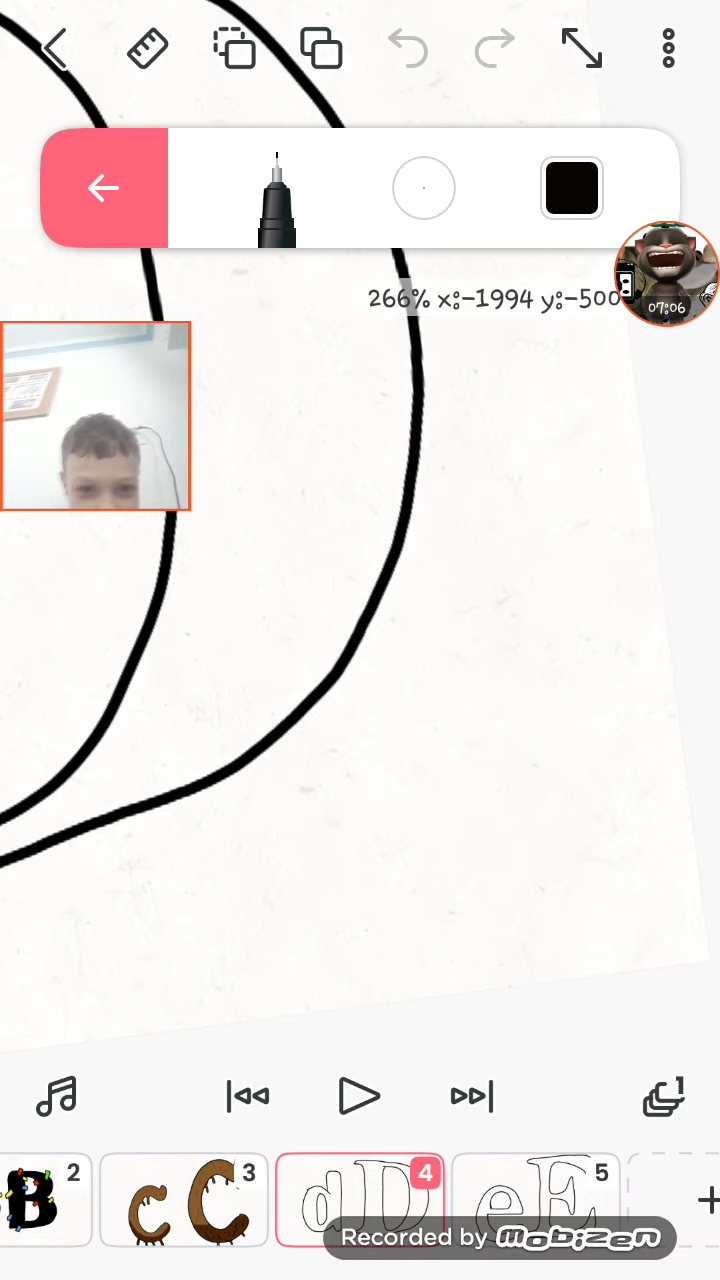 266% x:-1994 y:-500
07:06
B 2
c C 3
d D 4
e E 5
Recorded by mobizen